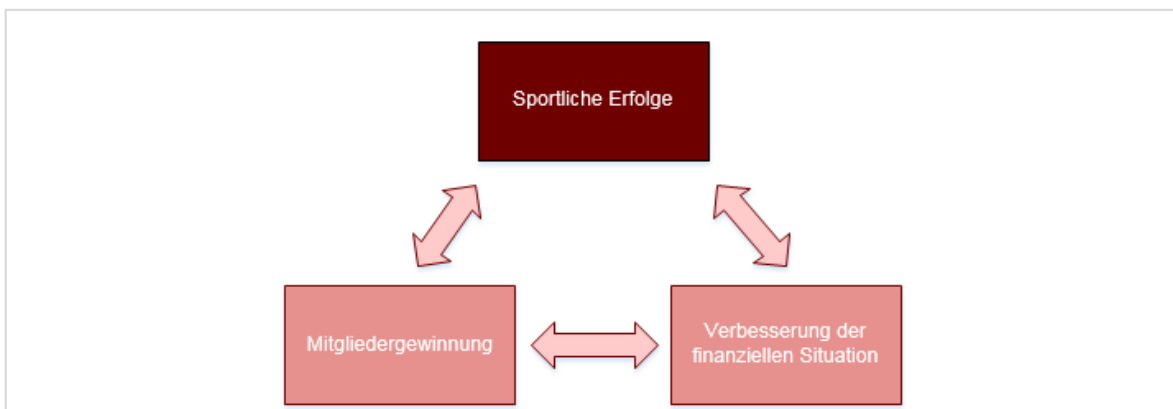 Sportliche Erfolge
Mitgliedergewinnung
Verbesserung der
finanziellen Situation